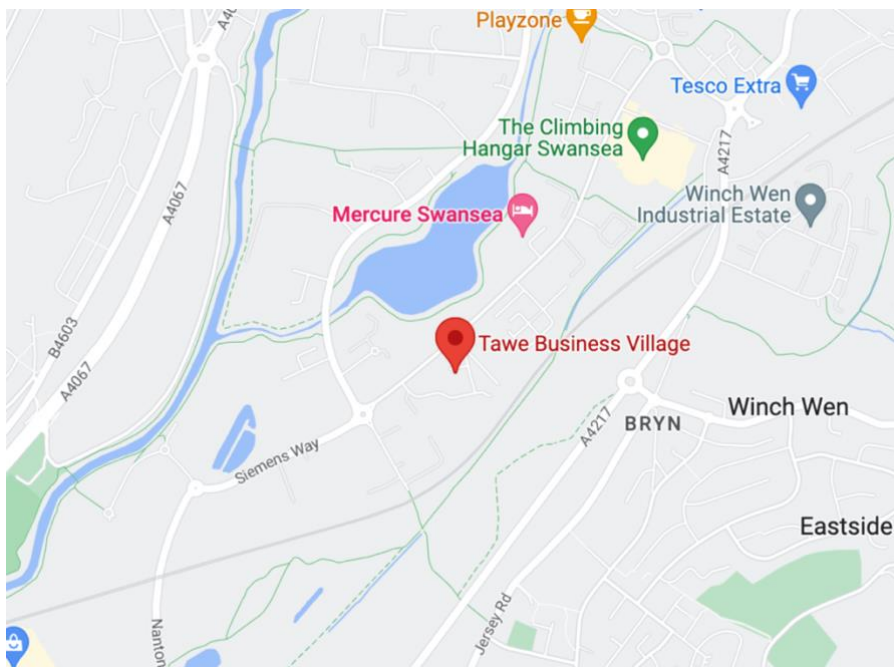 Playzone
Tesco Extra
The Climbing
Hangar Swansea
A4217
A4067
Winch Wen
Industrial Estate
Mercure Swansea
B4603
A4067
Tawe Business Village
Winch Wen
A4217
BRYN
Siemens Way
Eastside
Jersey Rd